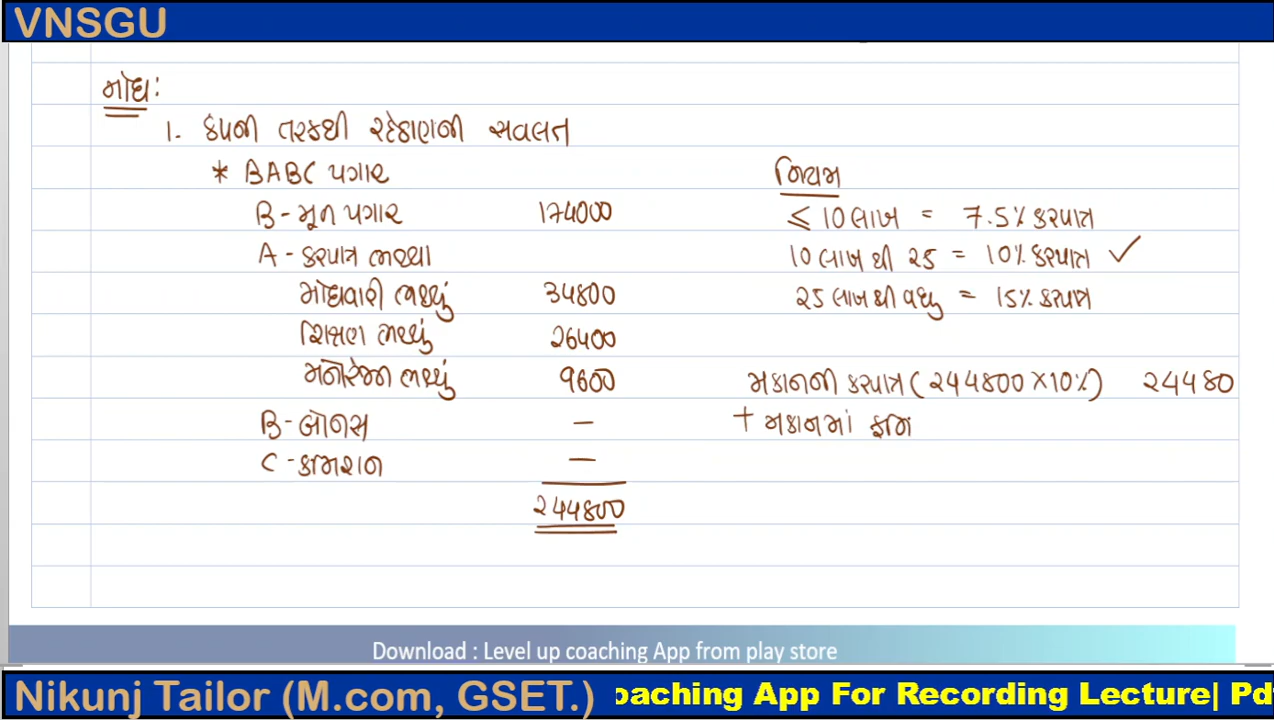 VNSGU
નોંધ:
1. કંપની તરફથી રહેઠાણની સવલત
* BABC પગાર
B - મૂળ પગાર 174000
A - કરપાત્ર ભથ્થા
મોંઘવારી ભથ્થું 34800
શિક્ષણ ભથ્થું 26400
મનોરંજન ભથ્થું 9600
B - બોનસ —
C - કમિશન —
244800
નિયમ
≤ 10 લાખ = 7.5% કરપાત્ર
10 લાખ થી 25 = 10% કરપાત્ર ✓
25 લાખ થી વધુ = 15% કરપાત્ર
મકાનની કરપાત્ર (244800 X 10%) 24480
+ મકાનમાં ફર્નિ
Download : Level up coaching App from play store
Nikunj Tailor (M.com, GSET.) oaching App For Recording Lecture| Pd